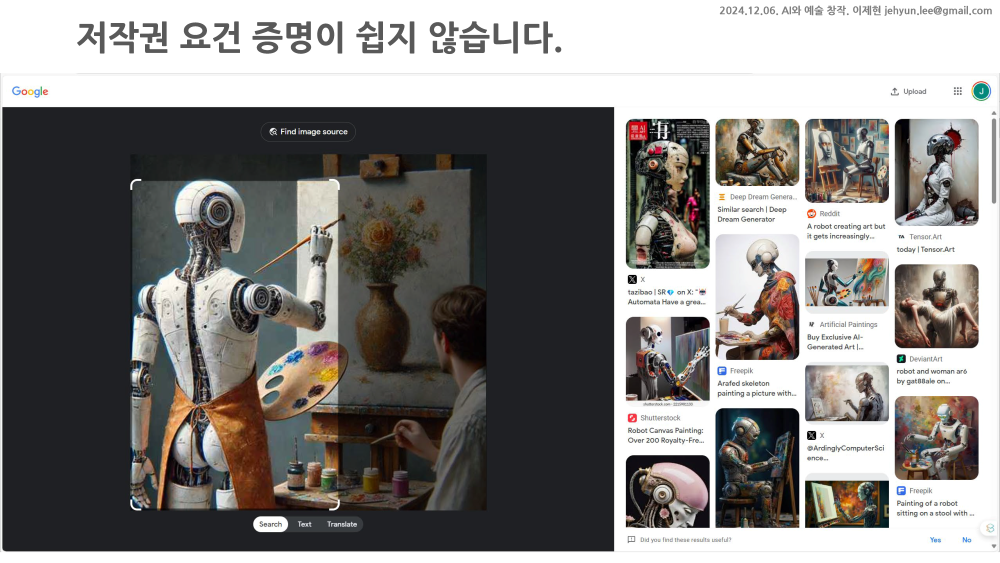 2024.12.06. AI와 예술 창작. 이제현 jehyun.lee@gmail.com
저작권 요건 증명이 쉽지 않습니다.
Google
Upload
J
Find image source
Search
Text
Translate
X
tazibao | SR💎 on X: "
Automata Have a grea...
Shutterstock
Robot Canvas Painting:
Over 200 Royalty-Fre...
Deep Dream Genera...
Similar search | Deep
Dream Generator
Freepik
Arafed skeleton
painting a picture with...
Reddit
A robot creating art but
it gets increasingly...
Artificial Paintings
Buy Exclusive AI-
Generated Art |...
X
@ArdinglyComputerSci
ence...
TA
Tensor.Art
today | Tensor.Art
DeviantArt
robot and woman ar6
by gat88ale on...
Freepik
Painting of a robot
sitting on a stool with ...
Did you find these results useful?
Yes
No